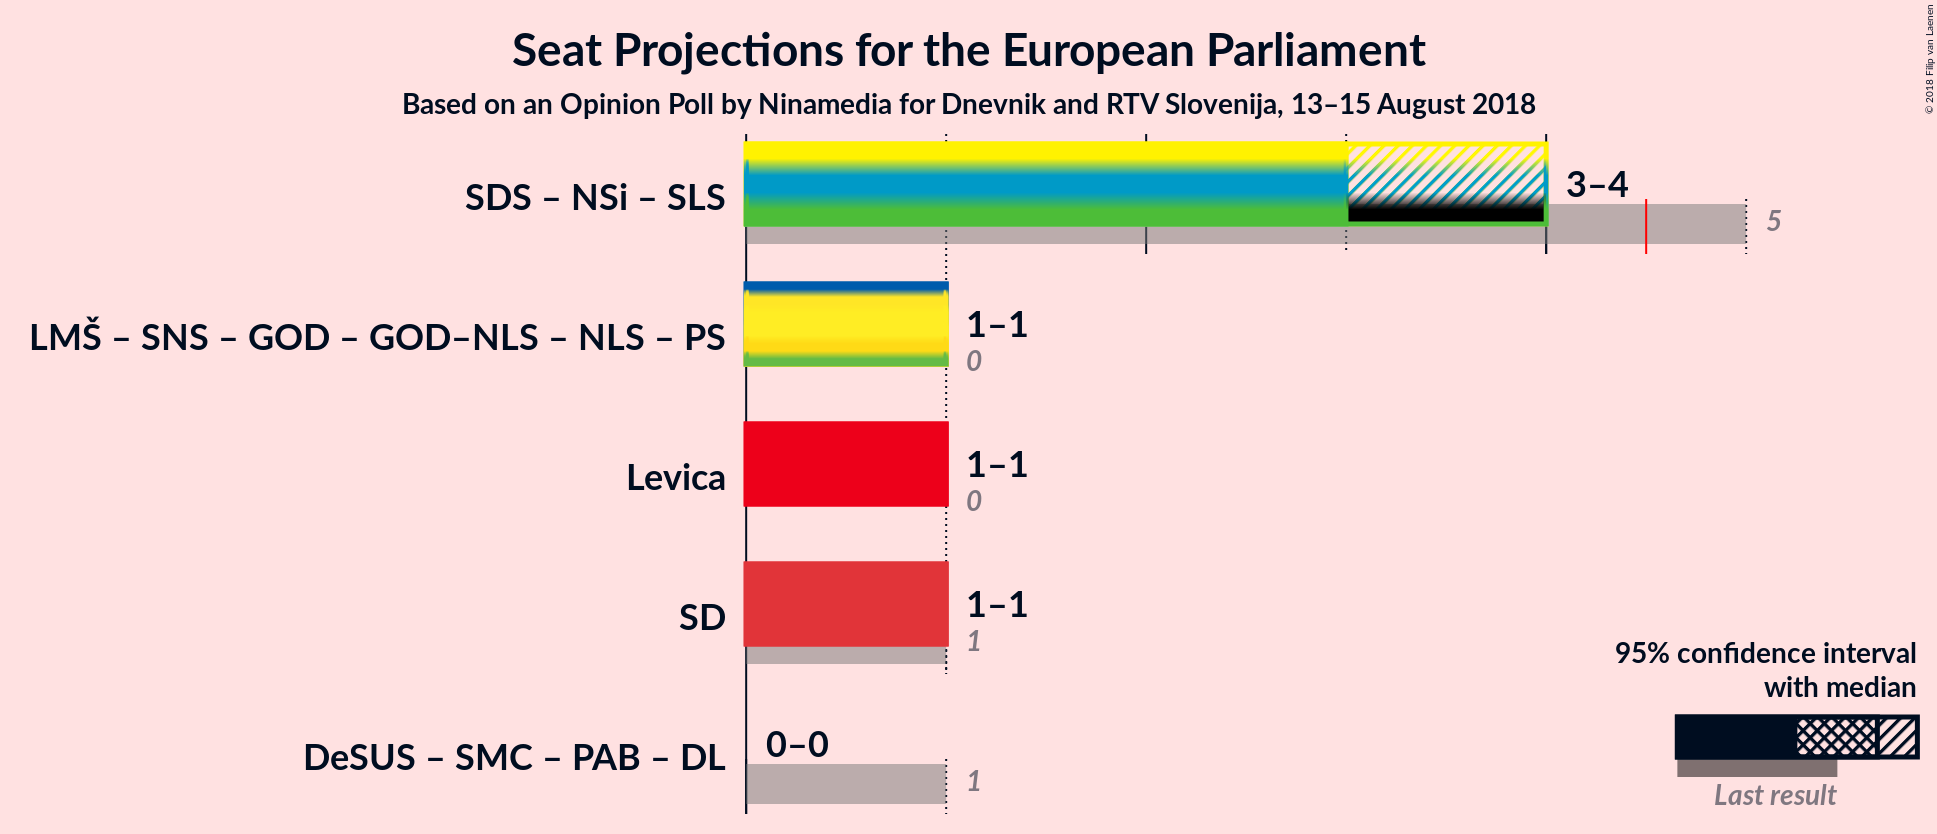 Seat Projections for the European Parliament
Based on an Opinion Poll by Ninamedia for Dnevnik and RTV Slovenija, 13–15 August 2018
© 2018 Filip van Laenen
SDS – NSi – SLS
3–4
5
LMŠ – SNS – GOD – GOD–NLS – NLS – PS
1–1
0
Levica
1–1
0
SD
1–1
1
DeSUS – SMC – PAB – DL
0–0
1
95% confidence interval
with median
Last result